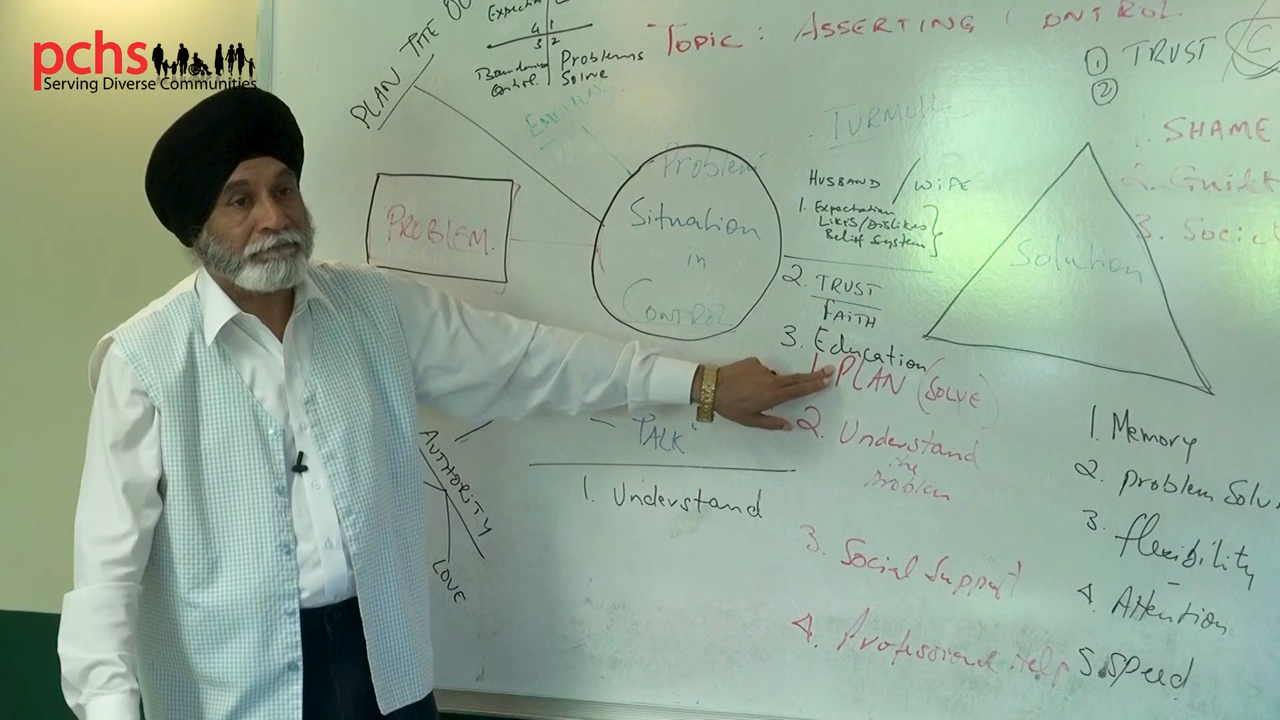 pchs
Serving Diverse Communities
PLAN THE
4 1
3 2
Problems
Solve
Control.
Topic: ASSERTING CONTROL
① TRUST
②
TURMOIL
SHAME
2. Guilt
3. Social
PROBLEM.
Problem
Situation
in
CONTROL
HUSBAND / WIFE
1. Expectation
LIKES/DISLIKES
Belief System
2. TRUST
FAITH
3. Education
1. PLAN (SOLVE)
2. Understand
the
problem
3. Social Support
4. Professional Help
Solution
TALK
1. Understand
AUTHORITY
LOVE
1. Memory
2. problem Solv
3. flexibility
4. Attention
5. Speed